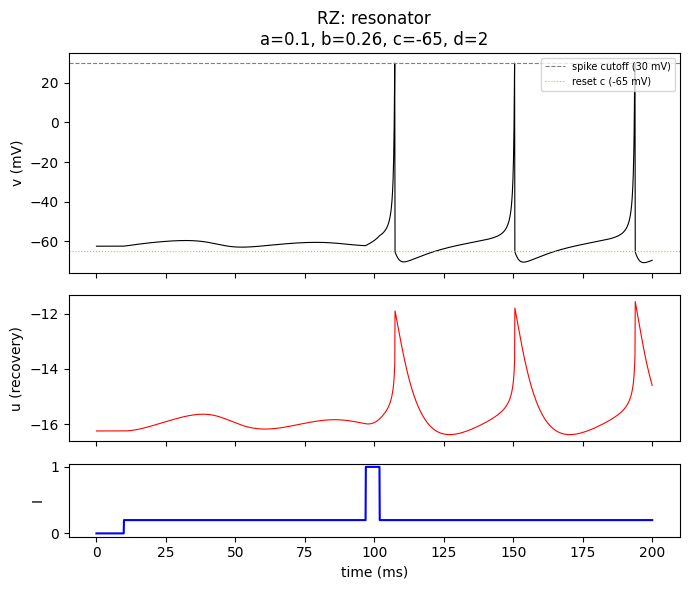 RZ: resonator
a=0.1, b=0.26, c=-65, d=2
spike cutoff (30 mV)
reset c (-65 mV)
v (mV)
20
0
−20
−40
−60
u (recovery)
−12
−14
−16
I
1
0
0
25
50
75
100
125
150
175
200
time (ms)